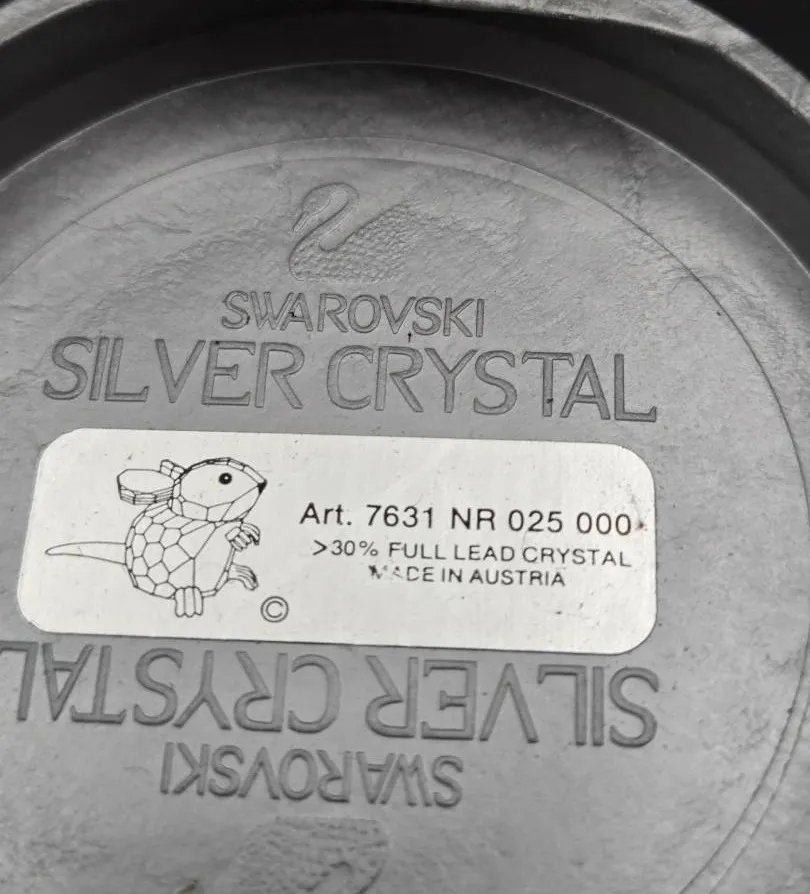 SWAROVSKI
SILVER CRYSTAL
Art. 7631 NR 025 000
>30% FULL LEAD CRYSTAL
MADE IN AUSTRIA
©
SILVER CRYSTAL
SWAROVSKI